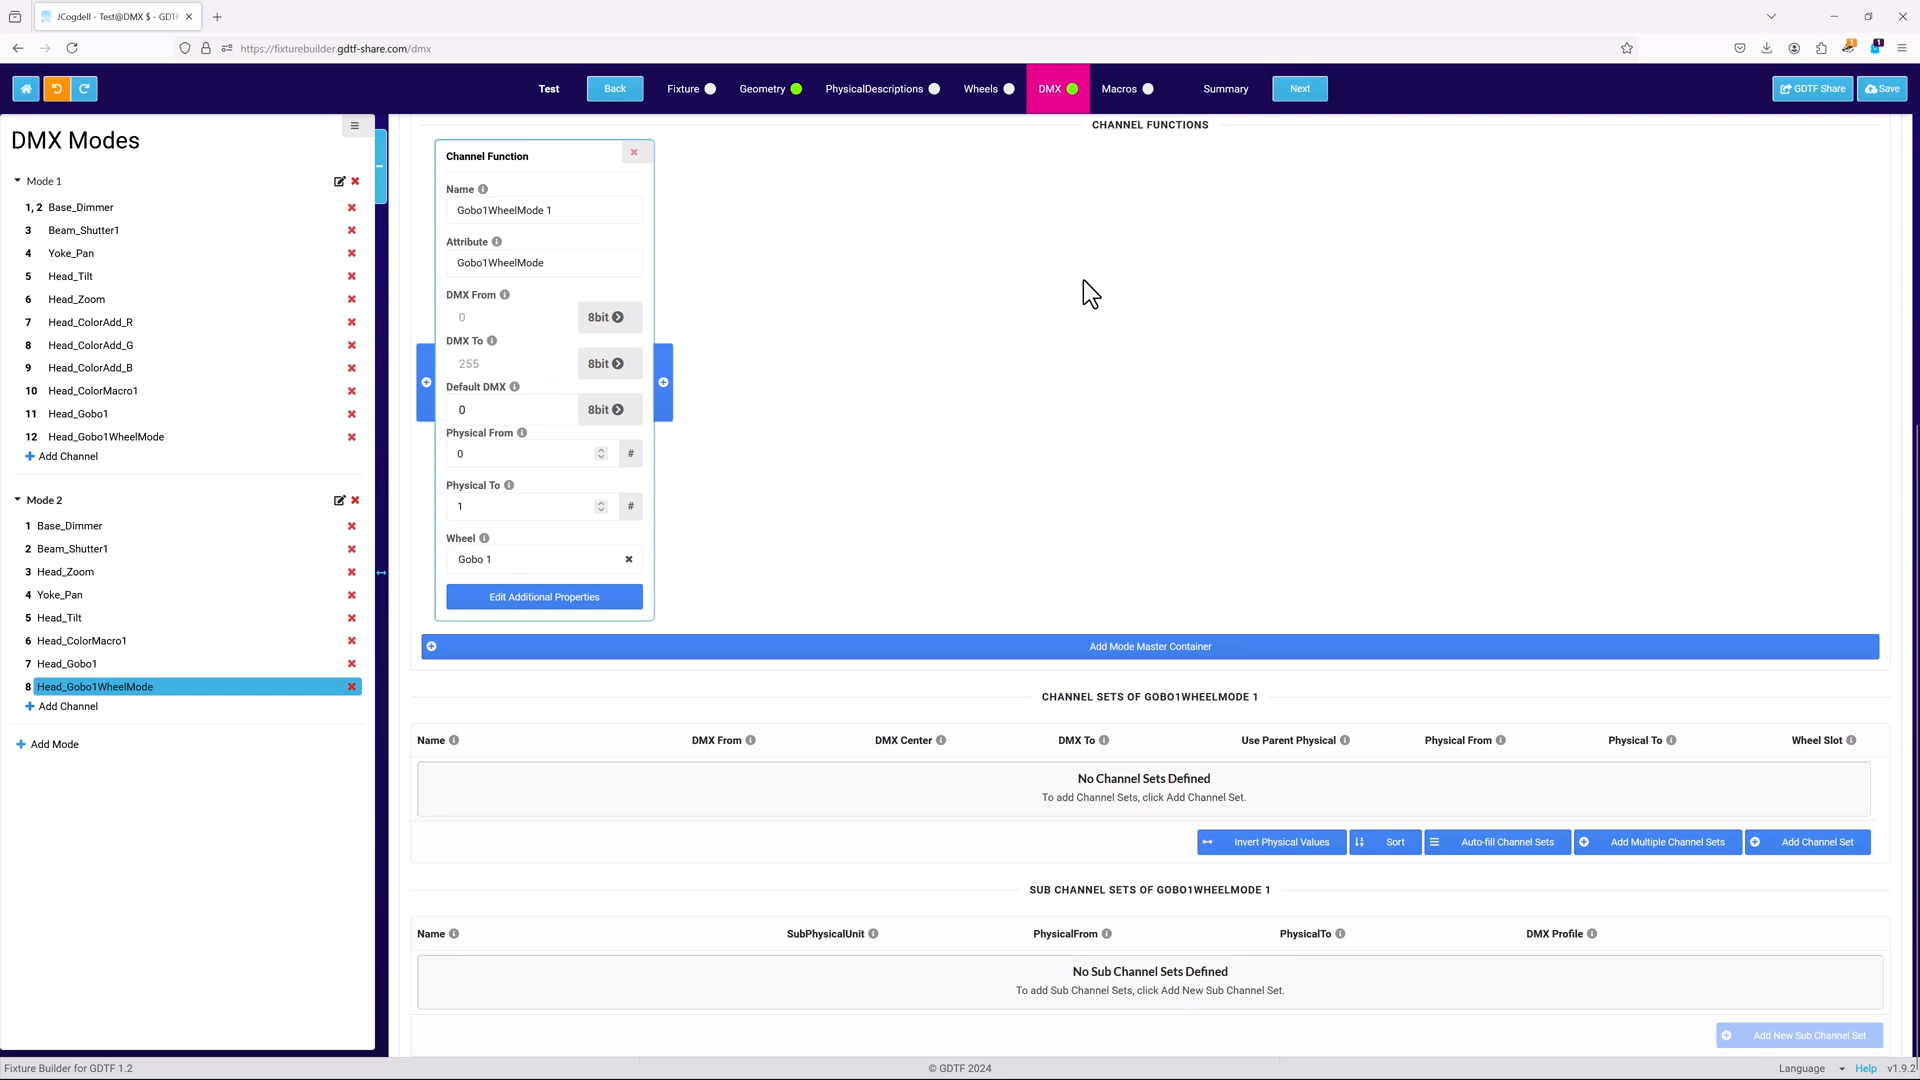 JCogdell - Test@DMX $ - GDTF
https://fixturebuilder.gdtf-share.com/dmx
1
1
Test
Back
Fixture
Geometry
PhysicalDescriptions
Wheels
DMX
Macros
Summary
Next
GDTF Share
Save
DMX Modes
Mode 1
1, 2 Base_Dimmer
3 Beam_Shutter1
4 Yoke_Pan
5 Head_Tilt
6 Head_Zoom
7 Head_ColorAdd_R
8 Head_ColorAdd_G
9 Head_ColorAdd_B
10 Head_ColorMacro1
11 Head_Gobo1
12 Head_Gobo1WheelMode
Add Channel
Mode 2
1 Base_Dimmer
2 Beam_Shutter1
3 Head_Zoom
4 Yoke_Pan
5 Head_Tilt
6 Head_ColorMacro1
7 Head_Gobo1
8 Head_Gobo1WheelMode
Add Channel
Add Mode
CHANNEL FUNCTIONS
Channel Function
Name
Gobo1WheelMode 1
Attribute
Gobo1WheelMode
DMX From
0 8bit
DMX To
255 8bit
Default DMX
0 8bit
Physical From
0 #
Physical To
1 #
Wheel
Gobo 1
Edit Additional Properties
Add Mode Master Container
CHANNEL SETS OF GOBO1WHEELMODE 1
Name DMX From DMX Center DMX To Use Parent Physical Physical From Physical To Wheel Slot
No Channel Sets Defined
To add Channel Sets, click Add Channel Set.
Invert Physical Values Sort Auto-fill Channel Sets Add Multiple Channel Sets Add Channel Set
SUB CHANNEL SETS OF GOBO1WHEELMODE 1
Name SubPhysicalUnit PhysicalFrom PhysicalTo DMX Profile
No Sub Channel Sets Defined
To add Sub Channel Sets, click Add New Sub Channel Set.
Add New Sub Channel Set
Fixture Builder for GDTF 1.2
© GDTF 2024
Language Help v1.9.2